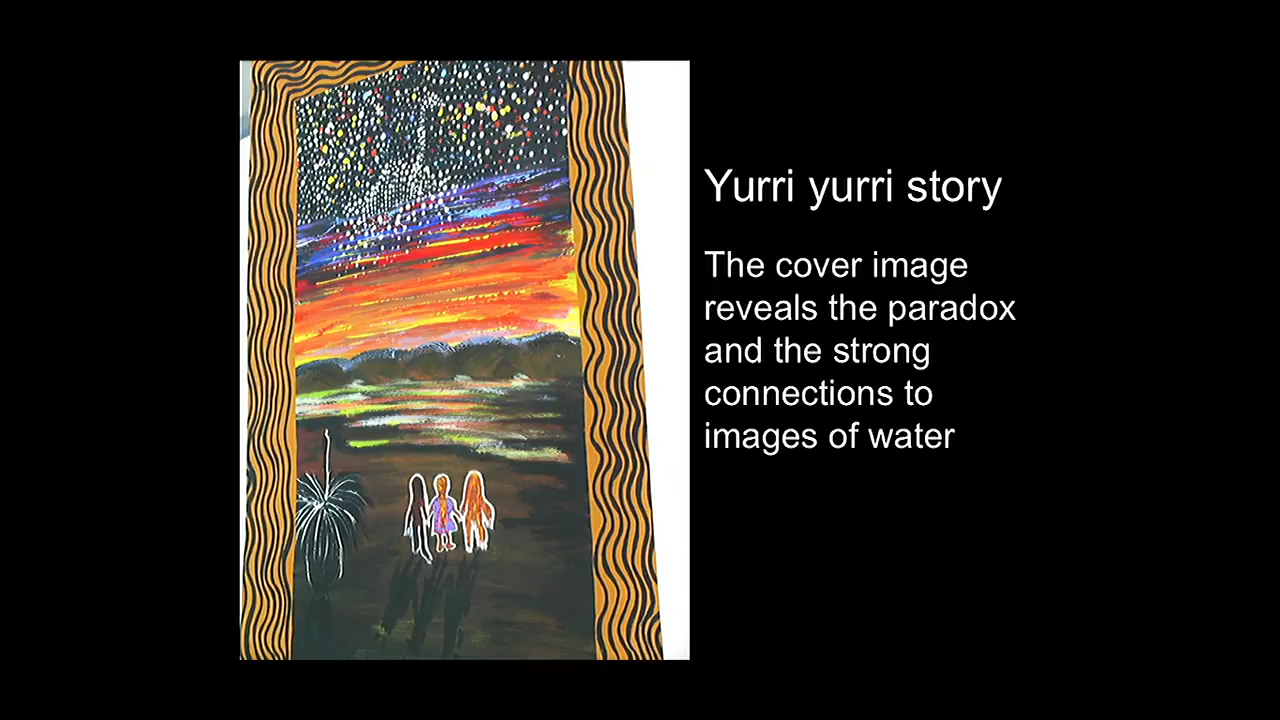 Yurri yurri story
The cover image
reveals the paradox
and the strong
connections to
images of water